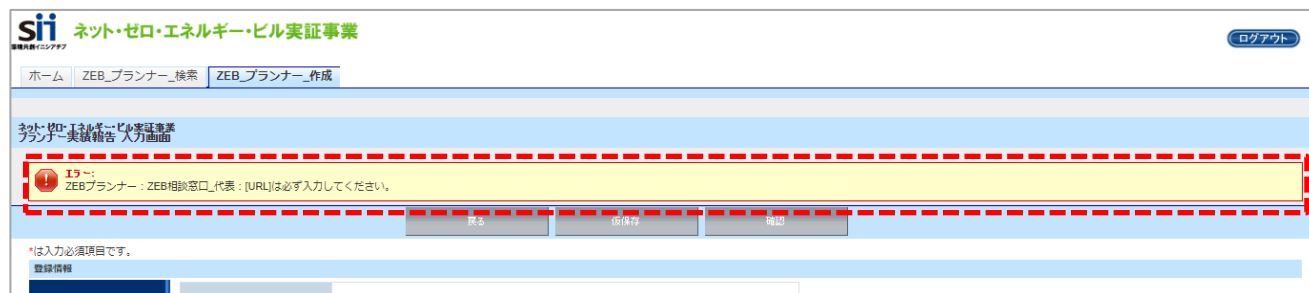 sii ネット・ゼロ・エネルギー・ビル実証事業
環境共創イニシアチブ
ログアウト
ホーム ZEB_プランナー_検索 ZEB_プランナー_作成
ネット・ゼロ・エネルギー・ビル実証事業
プランナー実績報告 入力画面
エラー:
ZEBプランナー：ZEB相談窓口_代表：[URL]は必ず入力してください。
戻る 仮保存 確認
*は入力必須項目です。
登録情報